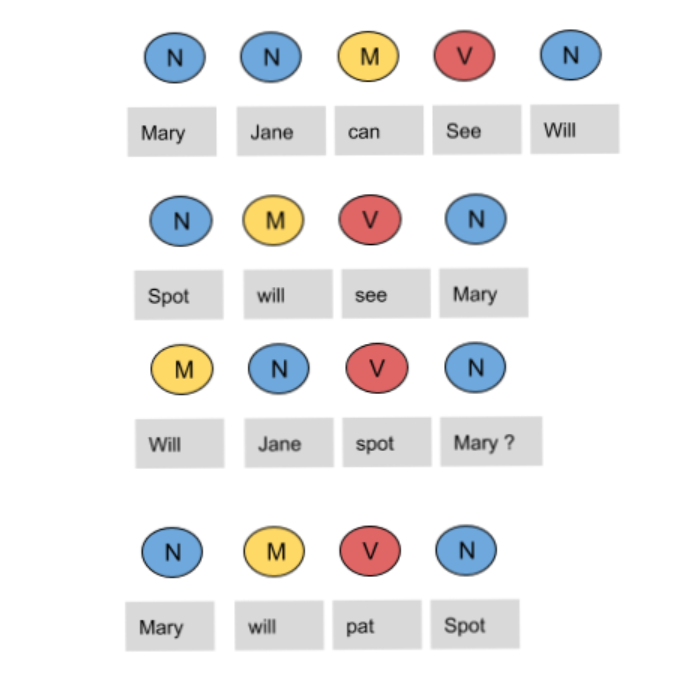 N N M V N
Mary Jane can See Will
N M V N
Spot will see Mary
M N V N
Will Jane spot Mary ?
N M V N
Mary will pat Spot